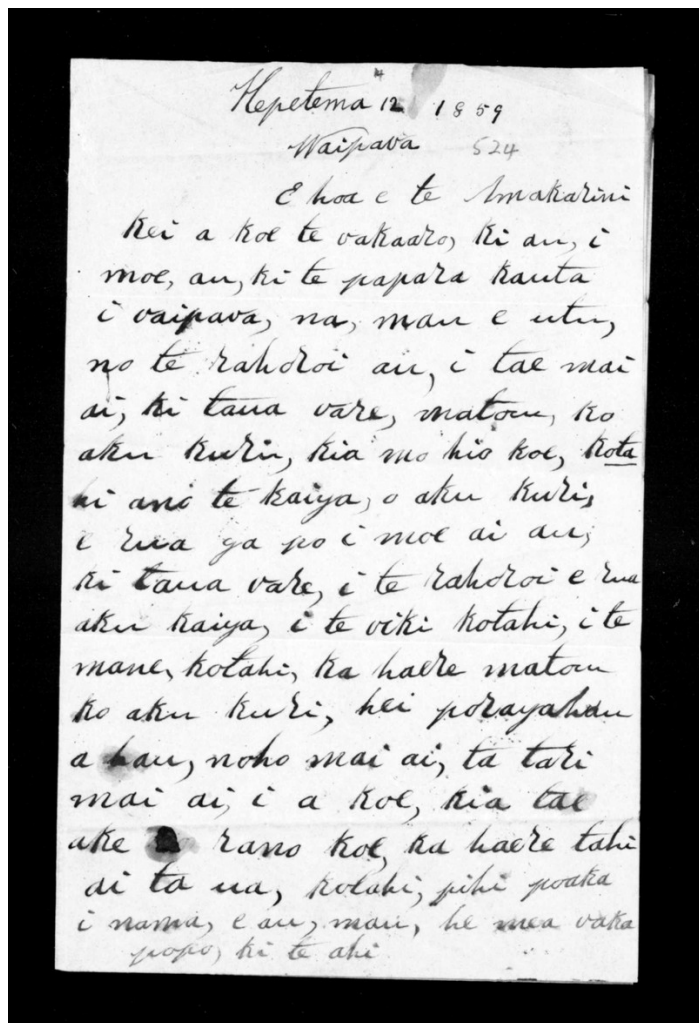 Hepetema 12 1859
Waipava 524
E hoa e te Amakarini
kei a koe te vakaaro, ki au, i
moe, au, ki te papara kauta
i vaipava, na, mau e utu,
no te rahoroi au, i tae mai
ai, ki taua vare, matou, ko
aku kuri, kia mo hio koe, kota
hi ano te kaiya, o aku kuri,
e rua ga po i moe ai au,
ki taua vare, i te rahoroi e rua
aku kaiya, i te viki kotahi, i te
mane, kotahi, ka haere matou
ko aku kuri, hei porayahau
a hau, noho mai ai, ta tari
mai ai, i a koe, kia tae
ake rano koe, ka haere tahi
ai ta ua, kotahi, pihi poaka
i nama, e au, mau, he mea vaka
popo, ki te ahi